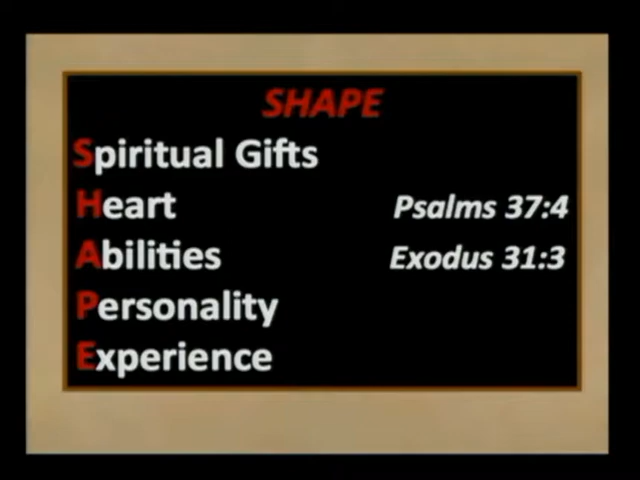 SHAPE
Spiritual Gifts
Heart Psalms 37:4
Abilities Exodus 31:3
Personality
Experience